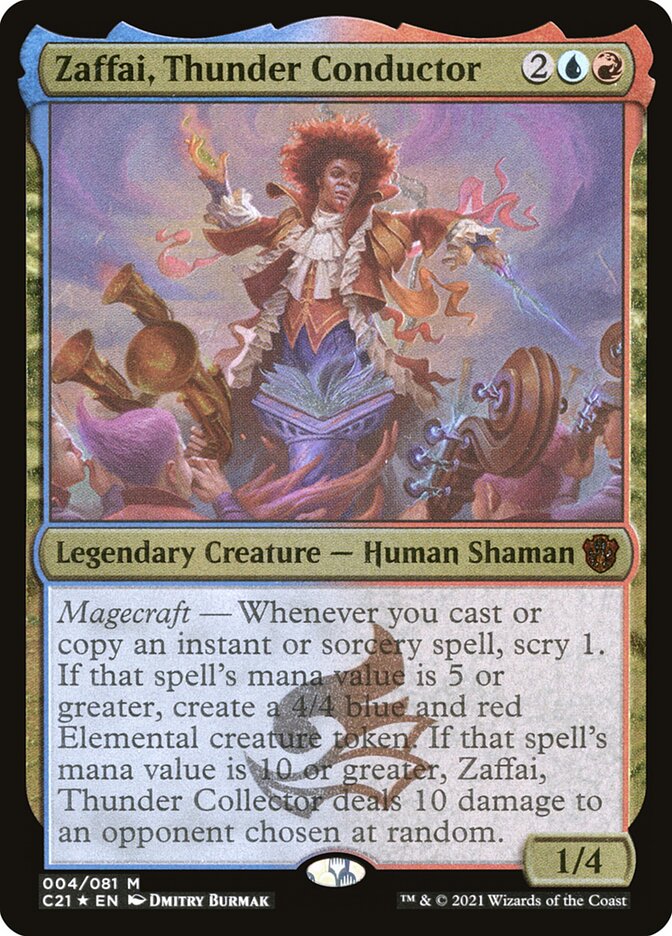 Zaffai, Thunder Conductor 2
Legendary Creature — Human Shaman
Magecraft — Whenever you cast or
copy an instant or sorcery spell, scry 1.
If that spell's mana value is 5 or
greater, create a 4/4 blue and red
Elemental creature token. If that spell's
mana value is 10 or greater, Zaffai,
Thunder Collector deals 10 damage to
an opponent chosen at random.
1/4
004/081 M
C21 ★ EN Dmitry Burmak
™ & © 2021 Wizards of the Coast